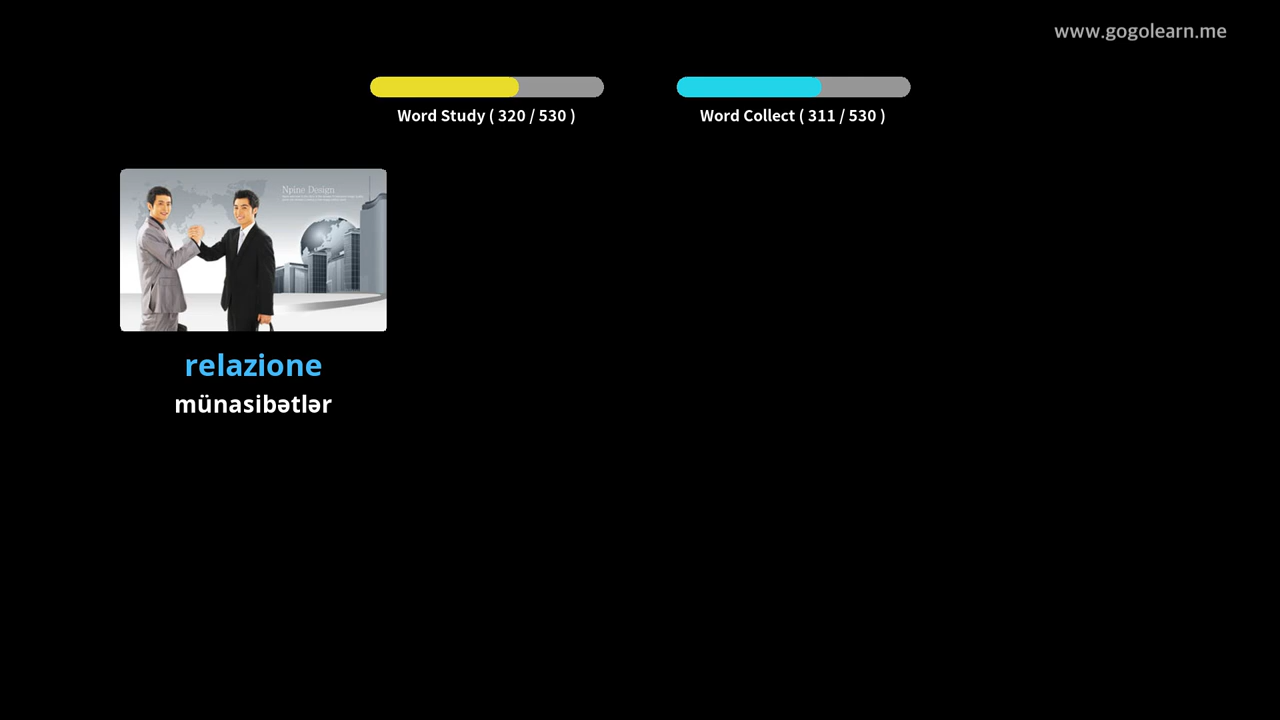 www.gogolearn.me
Word Study ( 320 / 530 )
Word Collect ( 311 / 530 )
Npine Design
relazione
münasibətlər